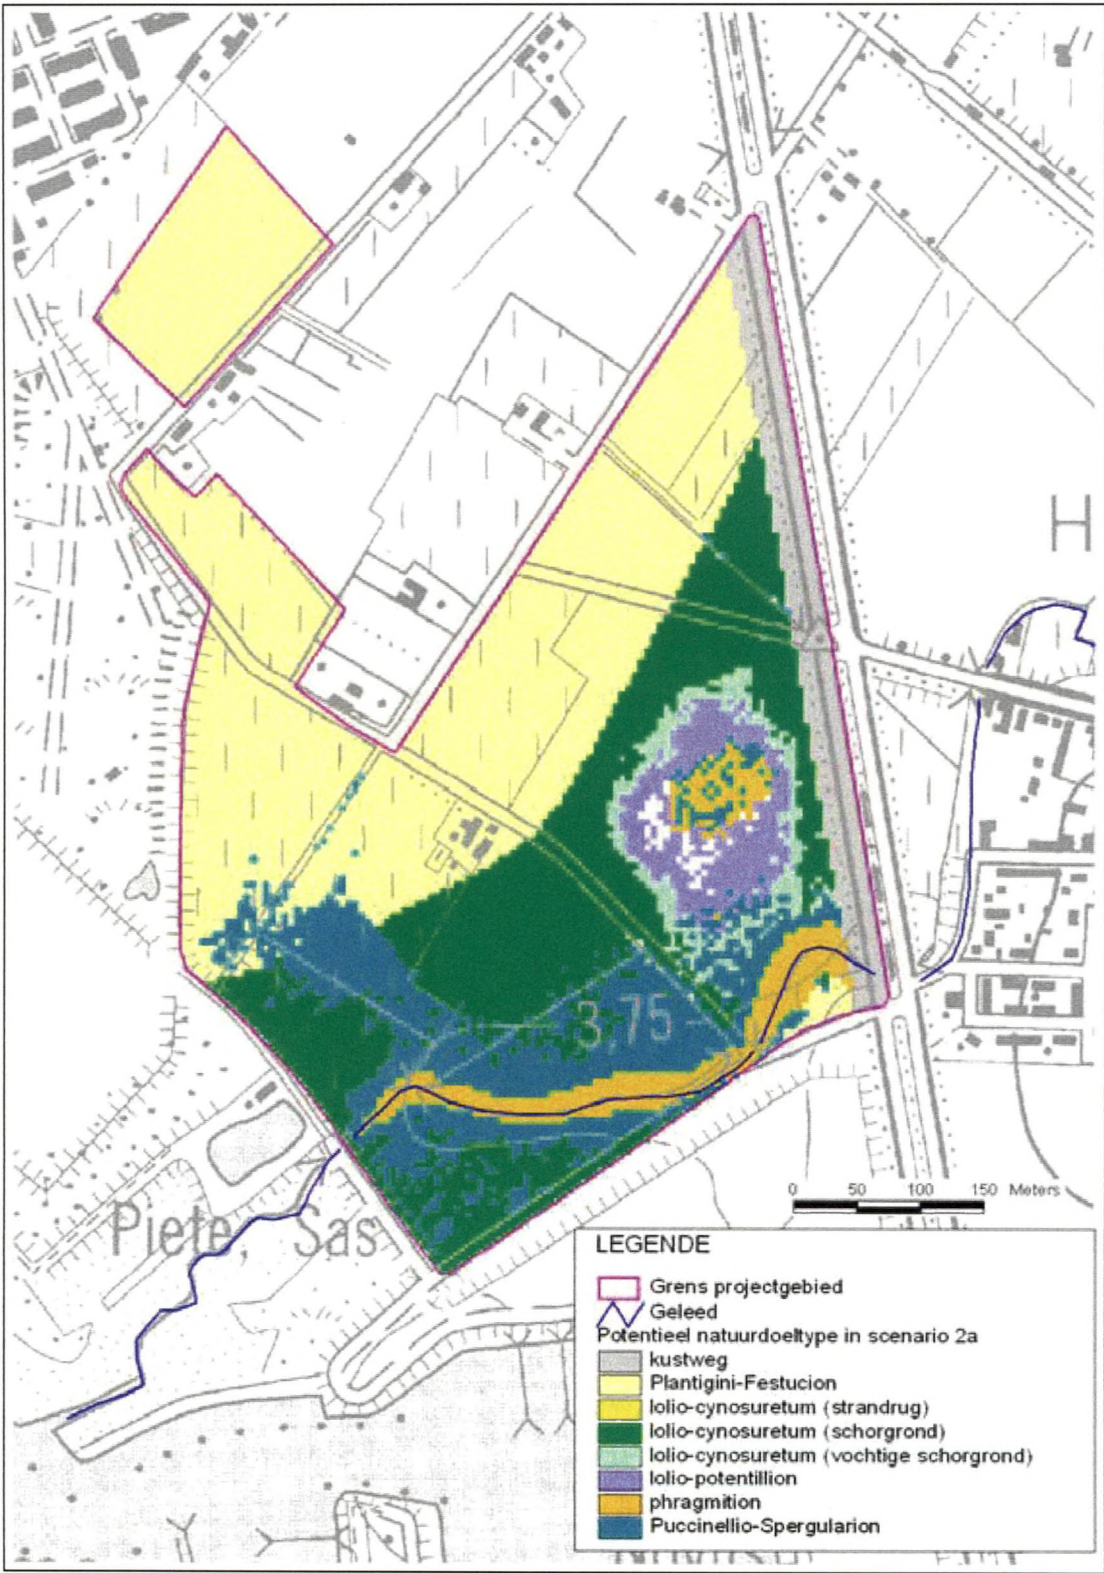 H
3,75
Piete, Sas
0 50 100 150 Meters
LEGENDE
Grens projectgebied
Geleed
Potentieel natuurdoeltype in scenario 2a
kustweg
Plantigini-Festucion
lolio-cynosuretum (strandrug)
lolio-cynosuretum (schorgrond)
lolio-cynosuretum (vochtige schorgrond)
lolio-potentillion
phragmition
Puccinellio-Spergularion